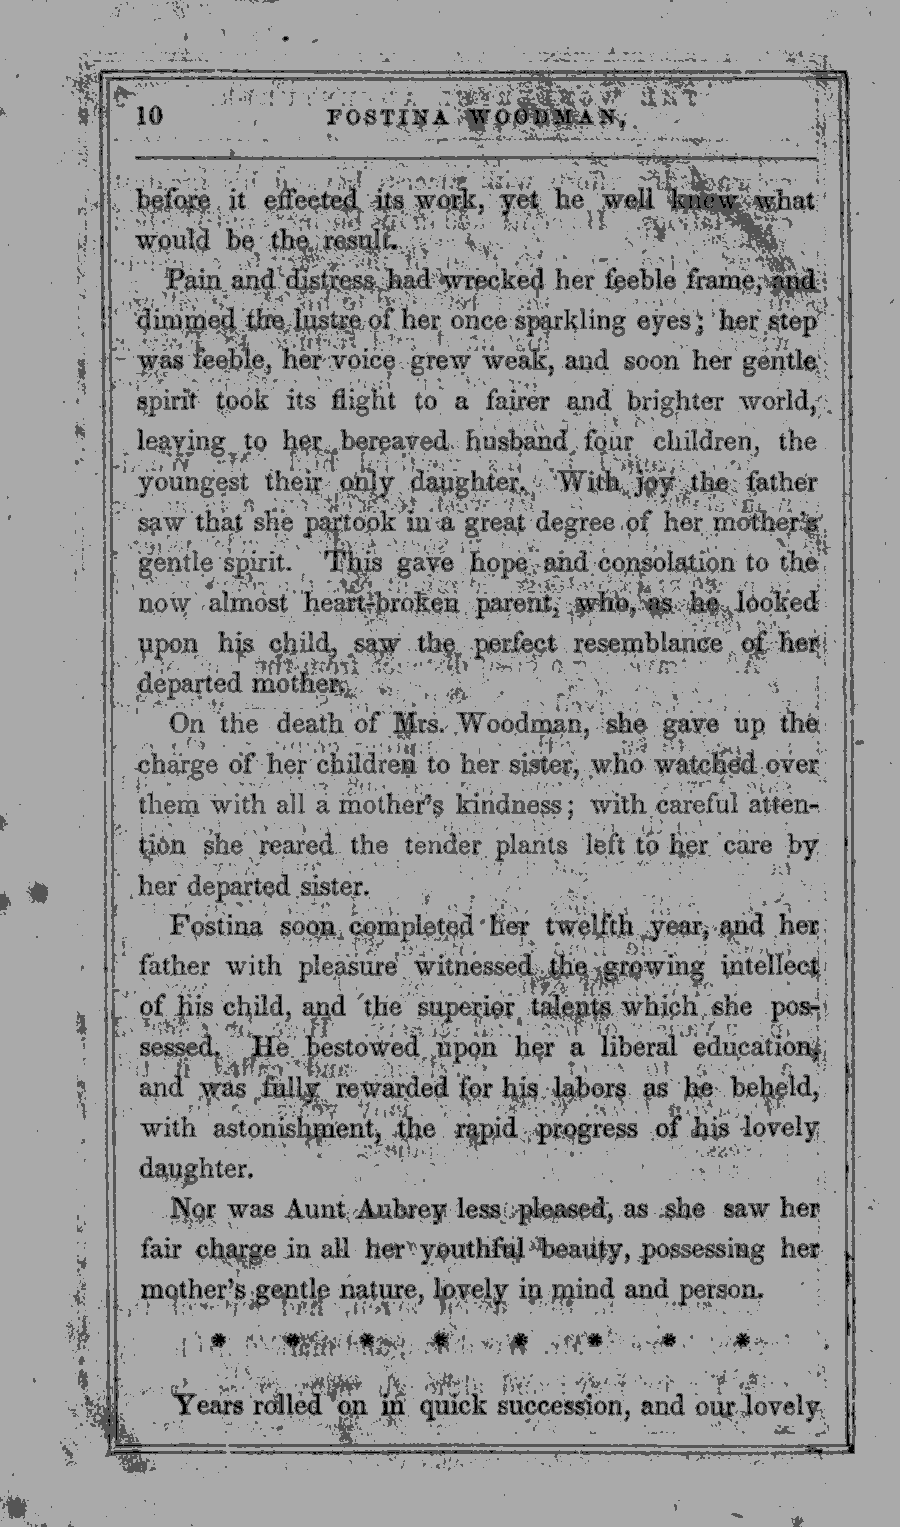 10 FOSTINA WOODMAN,
before it effected its work, yet he well knew what
would be the result.
Pain and distress had wrecked her feeble frame, and
dimmed the lustre of her once sparkling eyes; her step
was feeble, her voice grew weak, and soon her gentle
spirit took its flight to a fairer and brighter world,
leaving to her bereaved husband four children, the
youngest their only daughter. With joy the father
saw that she partook in a great degree of her mother's
gentle spirit. This gave hope and consolation to the
now almost heart-broken parent, who, as he looked
upon his child, saw the perfect resemblance of her
departed mother.
On the death of Mrs. Woodman, she gave up the
charge of her children to her sister, who watched over
them with all a mother's kindness; with careful atten-
tion she reared the tender plants left to her care by
her departed sister.
Fostina soon completed her twelfth year, and her
father with pleasure witnessed the growing intellect
of his child, and the superior talents which she pos-
sessed. He bestowed upon her a liberal education,
and was fully rewarded for his labors as he beheld,
with astonishment, the rapid progress of his lovely
daughter.
Nor was Aunt Aubrey less pleased, as she saw her
fair charge in all her youthful beauty, possessing her
mother's gentle nature, lovely in mind and person.
* * * * * * * *
Years rolled on in quick succession, and our lovely